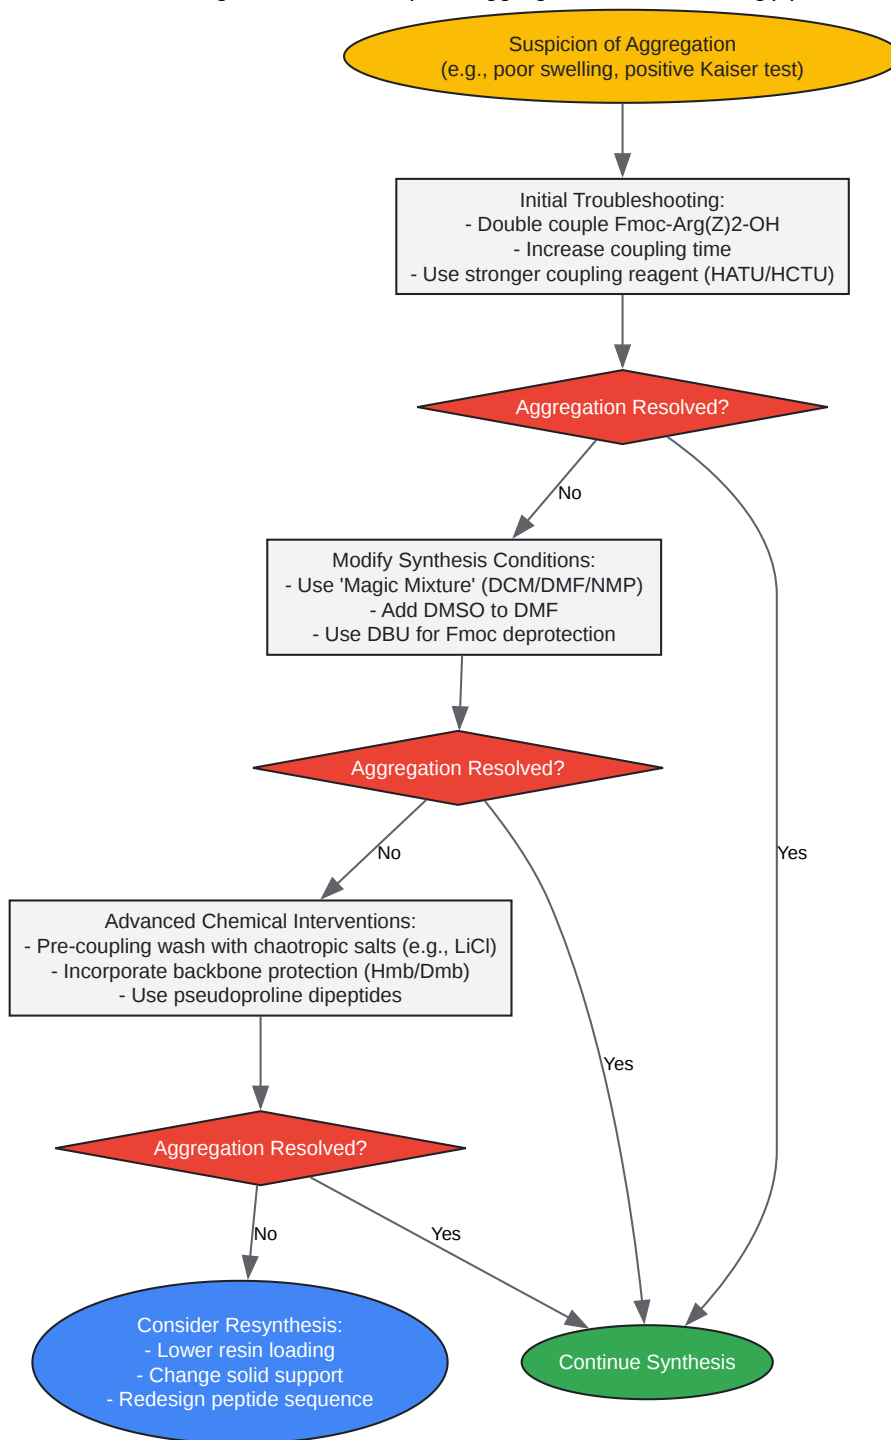 Suspicion of Aggregation
(e.g., poor swelling, positive Kaiser test)
Initial Troubleshooting:
- Double couple Fmoc-Arg(Z)2-OH
- Increase coupling time
- Use stronger coupling reagent (HATU/HCTU)
Aggregation Resolved?
No
Modify Synthesis Conditions:
- Use 'Magic Mixture' (DCM/DMF/NMP)
- Add DMSO to DMF
- Use DBU for Fmoc deprotection
Aggregation Resolved?
No
Yes
Advanced Chemical Interventions:
- Pre-coupling wash with chaotropic salts (e.g., LiCl)
- Incorporate backbone protection (Hmb/Dmb)
- Use pseudoproline dipeptides
Yes
Aggregation Resolved?
No
Yes
Consider Resynthesis:
- Lower resin loading
- Change solid support
- Redesign peptide sequence
Continue Synthesis